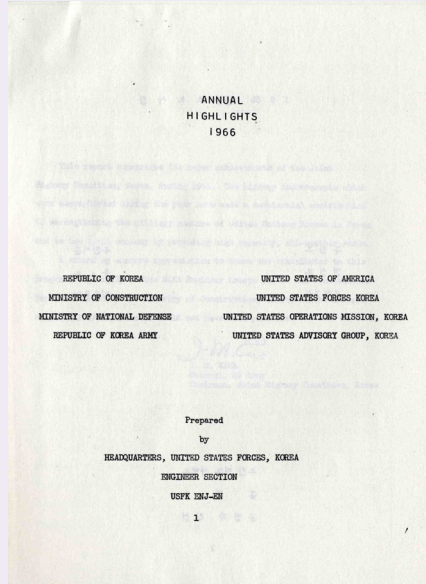 ANNUAL
HIGHLIGHTS
1966
REPUBLIC OF KOREA
MINISTRY OF CONSTRUCTION
MINISTRY OF NATIONAL DEFENSE
REPUBLIC OF KOREA ARMY
UNITED STATES OF AMERICA
UNITED STATES FORCES KOREA
UNITED STATES OPERATIONS MISSION, KOREA
UNITED STATES ADVISORY GROUP, KOREA
Prepared
by
HEADQUARTERS, UNITED STATES FORCES, KOREA
ENGINEER SECTION
USFK ENJ-EN
1